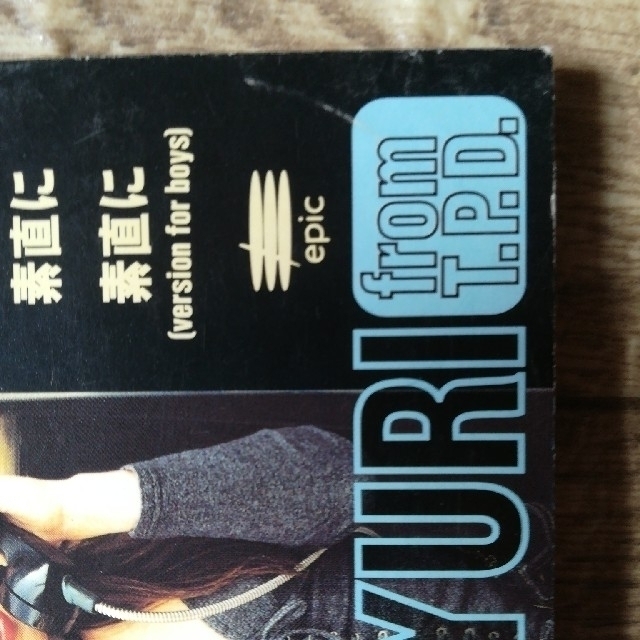 YURI
from
T.P.D.
epic
素直に
素直に
(version for boys)